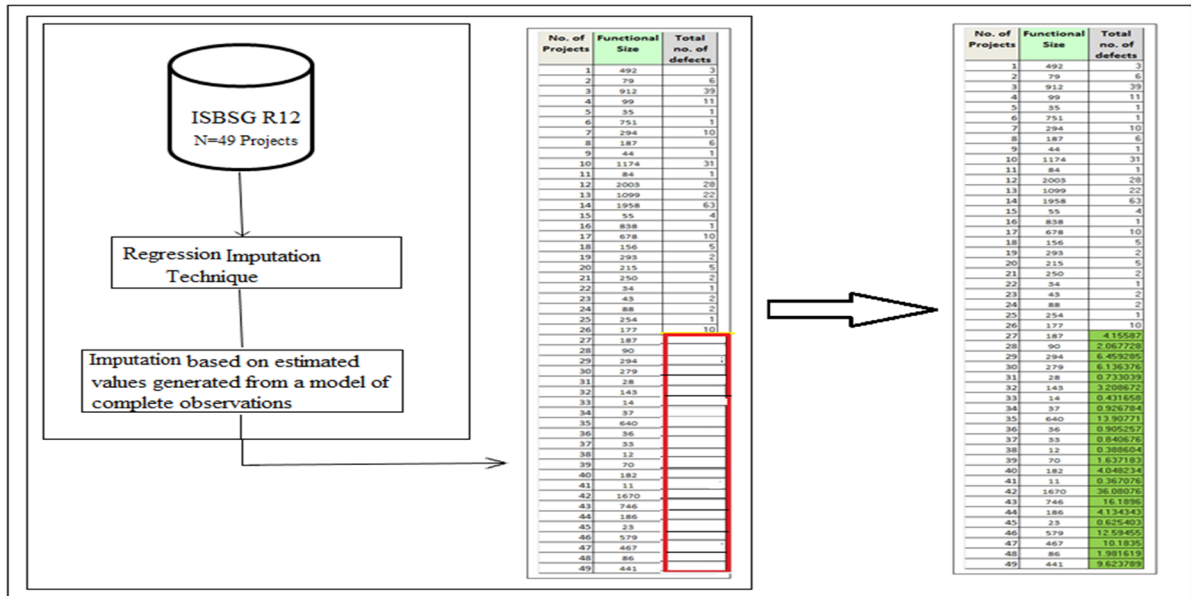 ISBSG R12
N=49 Projects
Regression Imputation
Technique
Imputation based on estimated
values generated from a model of
complete observations
No. of Projects Functional Size Total no. of defects
1 492 3
2 79 6
3 912 39
4 99 11
5 35 1
6 751 1
7 294 10
8 187 6
9 44 1
10 1174 31
11 84 1
12 2003 28
13 1099 22
14 1958 63
15 55 4
16 838 1
17 678 10
18 156 5
19 293 2
20 215 5
21 250 2
22 34 1
23 43 2
24 88 2
25 254 1
26 177 10
27 187
28 90
29 294
30 279
31 28
32 143
33 14
34 37
35 640
36 36
37 33
38 12
39 70
40 182
41 11
42 1670
43 746
44 186
45 23
46 579
47 467
48 86
49 441
No. of Projects Functional Size Total no. of defects
1 492 3
2 79 6
3 912 39
4 99 11
5 35 1
6 751 1
7 294 10
8 187 6
9 44 1
10 1174 31
11 84 1
12 2003 28
13 1099 22
14 1958 63
15 55 4
16 838 1
17 678 10
18 156 5
19 293 2
20 215 5
21 250 2
22 34 1
23 43 2
24 88 2
25 254 1
26 177 10
27 187 4.15587
28 90 2.067728
29 294 6.459285
30 279 6.136376
31 28 0.733039
32 143 3.208672
33 14 0.431658
34 37 0.926784
35 640 13.90771
36 36 0.905257
37 33 0.840676
38 12 0.388604
39 70 1.637183
40 182 4.048234
41 11 0.367076
42 1670 36.08076
43 746 16.1896
44 186 4.134343
45 23 0.625403
46 579 12.59455
47 467 10.1835
48 86 1.981619
49 441 9.623789